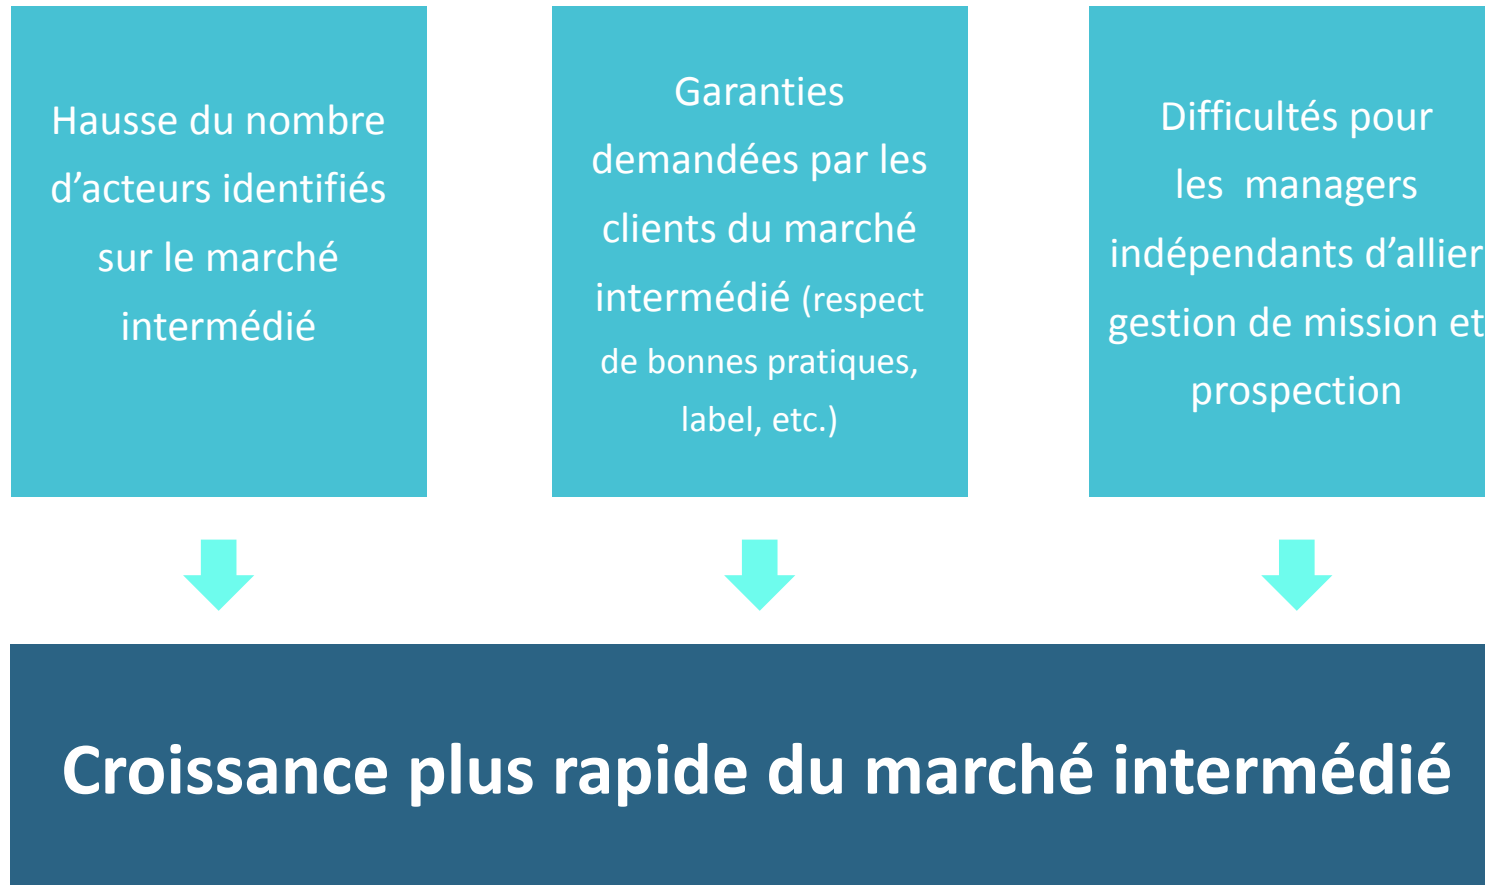 Hausse du nombre
d’acteurs identifiés
sur le marché
intermédié
Garanties
demandées par les
clients du marché
intermédié (respect
de bonnes pratiques,
label, etc.)
Difficultés pour
les  managers
indépendants d’allier
gestion de mission et
prospection
Croissance plus rapide du marché intermédié